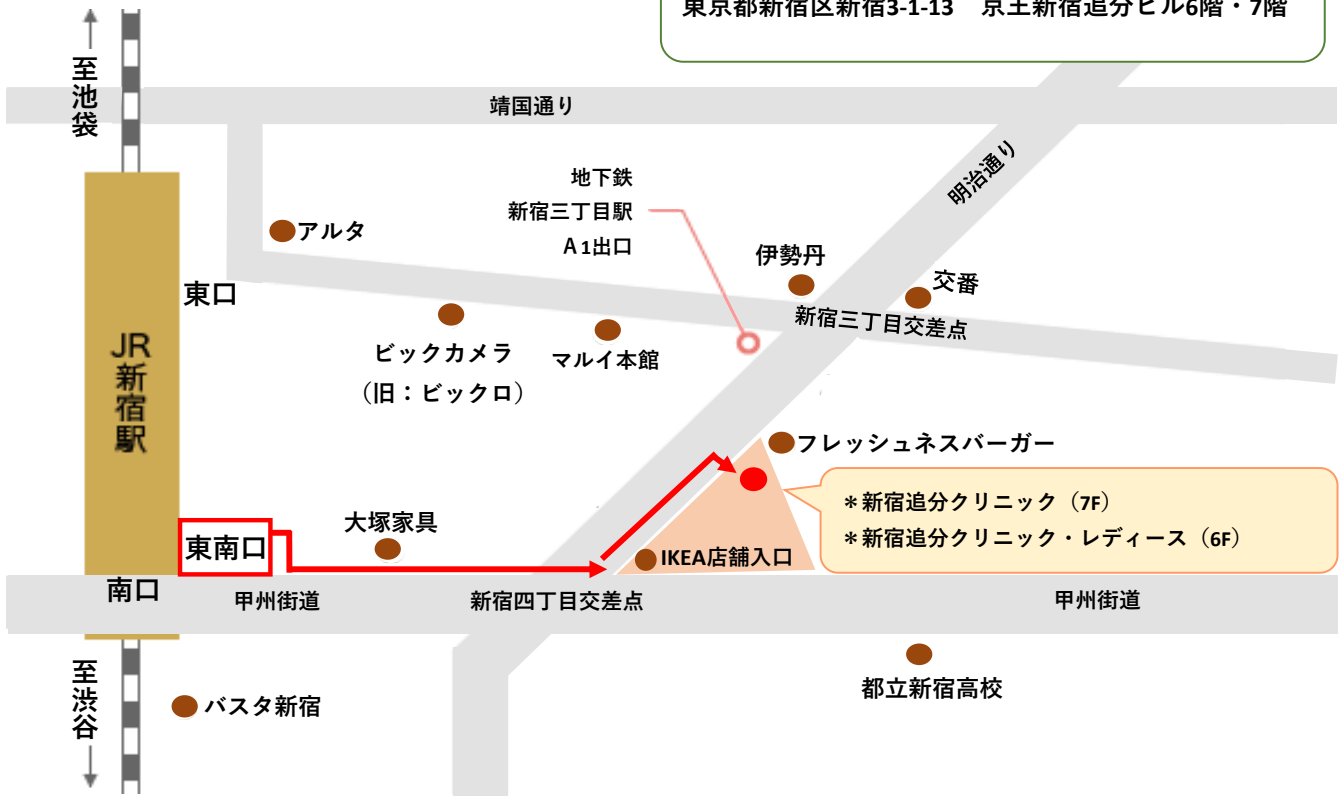 東京都新宿区新宿3-1-13　京王新宿追分ビル6階・7階
至池袋
靖国通り
明治通り
地下鉄
新宿三丁目駅
A1出口
アルタ
伊勢丹
交番
東口
新宿三丁目交差点
ビックカメラ
（旧：ビックロ）
マルイ本館
JR新宿駅
フレッシュネスバーガー
＊新宿追分クリニック（7F）
＊新宿追分クリニック・レディース（6F）
大塚家具
東南口
IKEA店舗入口
南口
甲州街道
新宿四丁目交差点
甲州街道
至渋谷
バスタ新宿
都立新宿高校